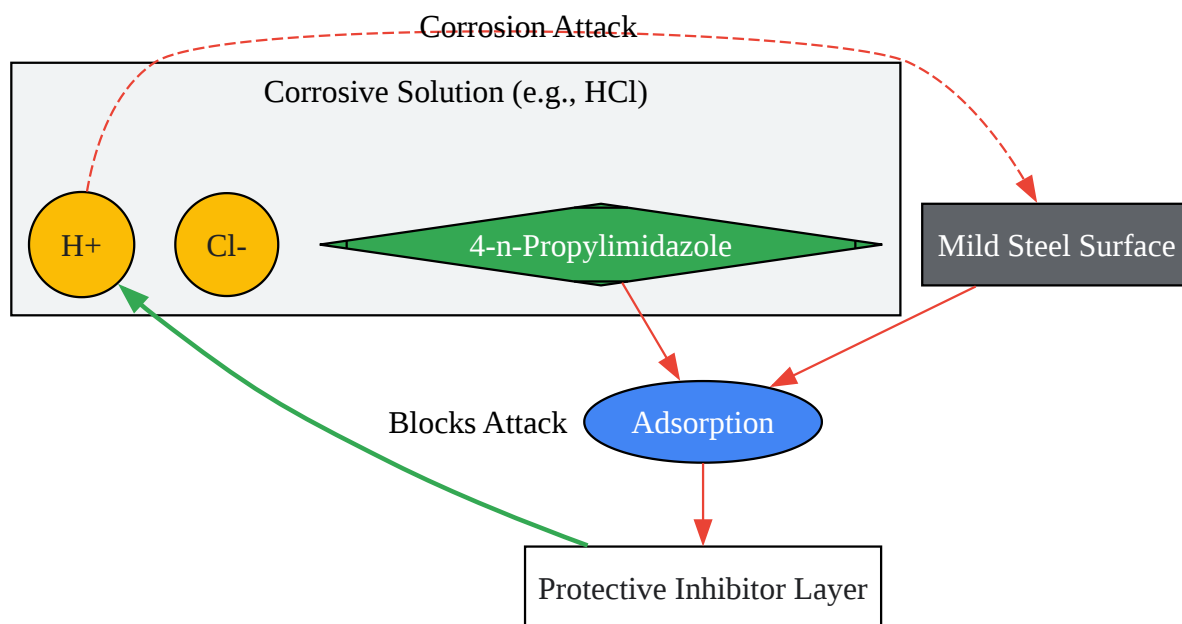 Corrosion Attack
Corrosive Solution (e.g., HCl)
H+
Cl-
4-n-Propylimidazole
Mild Steel Surface
Blocks Attack
Adsorption
Protective Inhibitor Layer